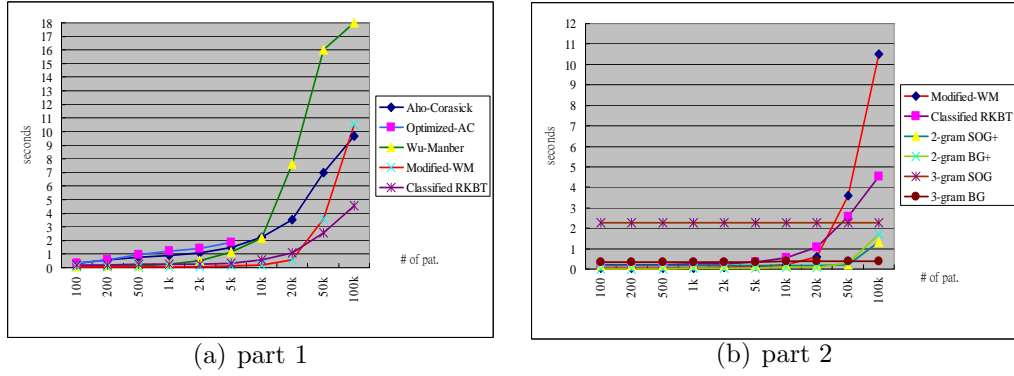 18
17
16
15
14
13
12
11
10
9
8
7
6
5
4
3
2
1
0
seconds
100
200
500
1k
2k
5k
10k
20k
50k
100k
# of pat.
Aho-Corasick
Optimized-AC
Wu-Manber
Modified-WM
Classified RKBT
(a) part 1
12
11
10
9
8
7
6
5
4
3
2
1
0
seconds
100
200
500
1k
2k
5k
10k
20k
50k
100k
# of pat.
Modified-WM
Classified RKBT
2-gram SOG+
2-gram BG+
3-gram SOG
3-gram BG
(b) part 2